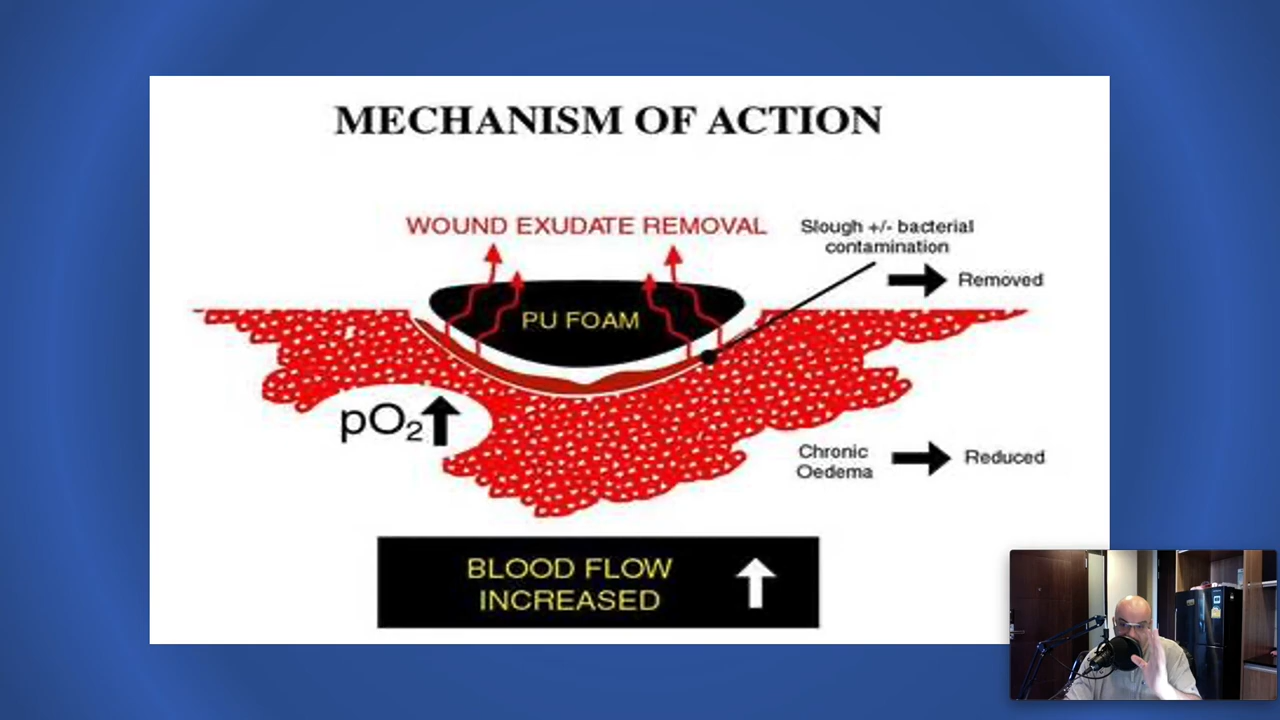 MECHANISM OF ACTION
WOUND EXUDATE REMOVAL
Slough +/- bacterial
contamination
Removed
PU FOAM
pO₂
Chronic
Oedema
Reduced
BLOOD FLOW
INCREASED